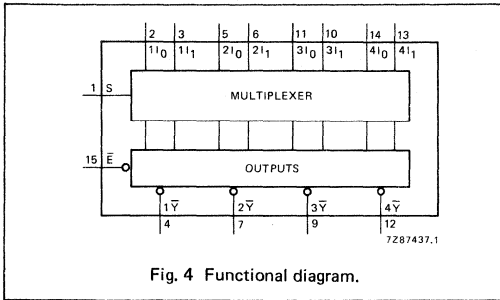 2 3 5 6 11 10 14 13
1I₀ 1I₁ 2I₀ 2I₁ 3I₀ 3I₁ 4I₀ 4I₁
1 S MULTIPLEXER
15 E̅ OUTPUTS
1Y̅ 2Y̅ 3Y̅ 4Y̅
4 7 9 12
7Z87437.1
Fig. 4 Functional diagram.